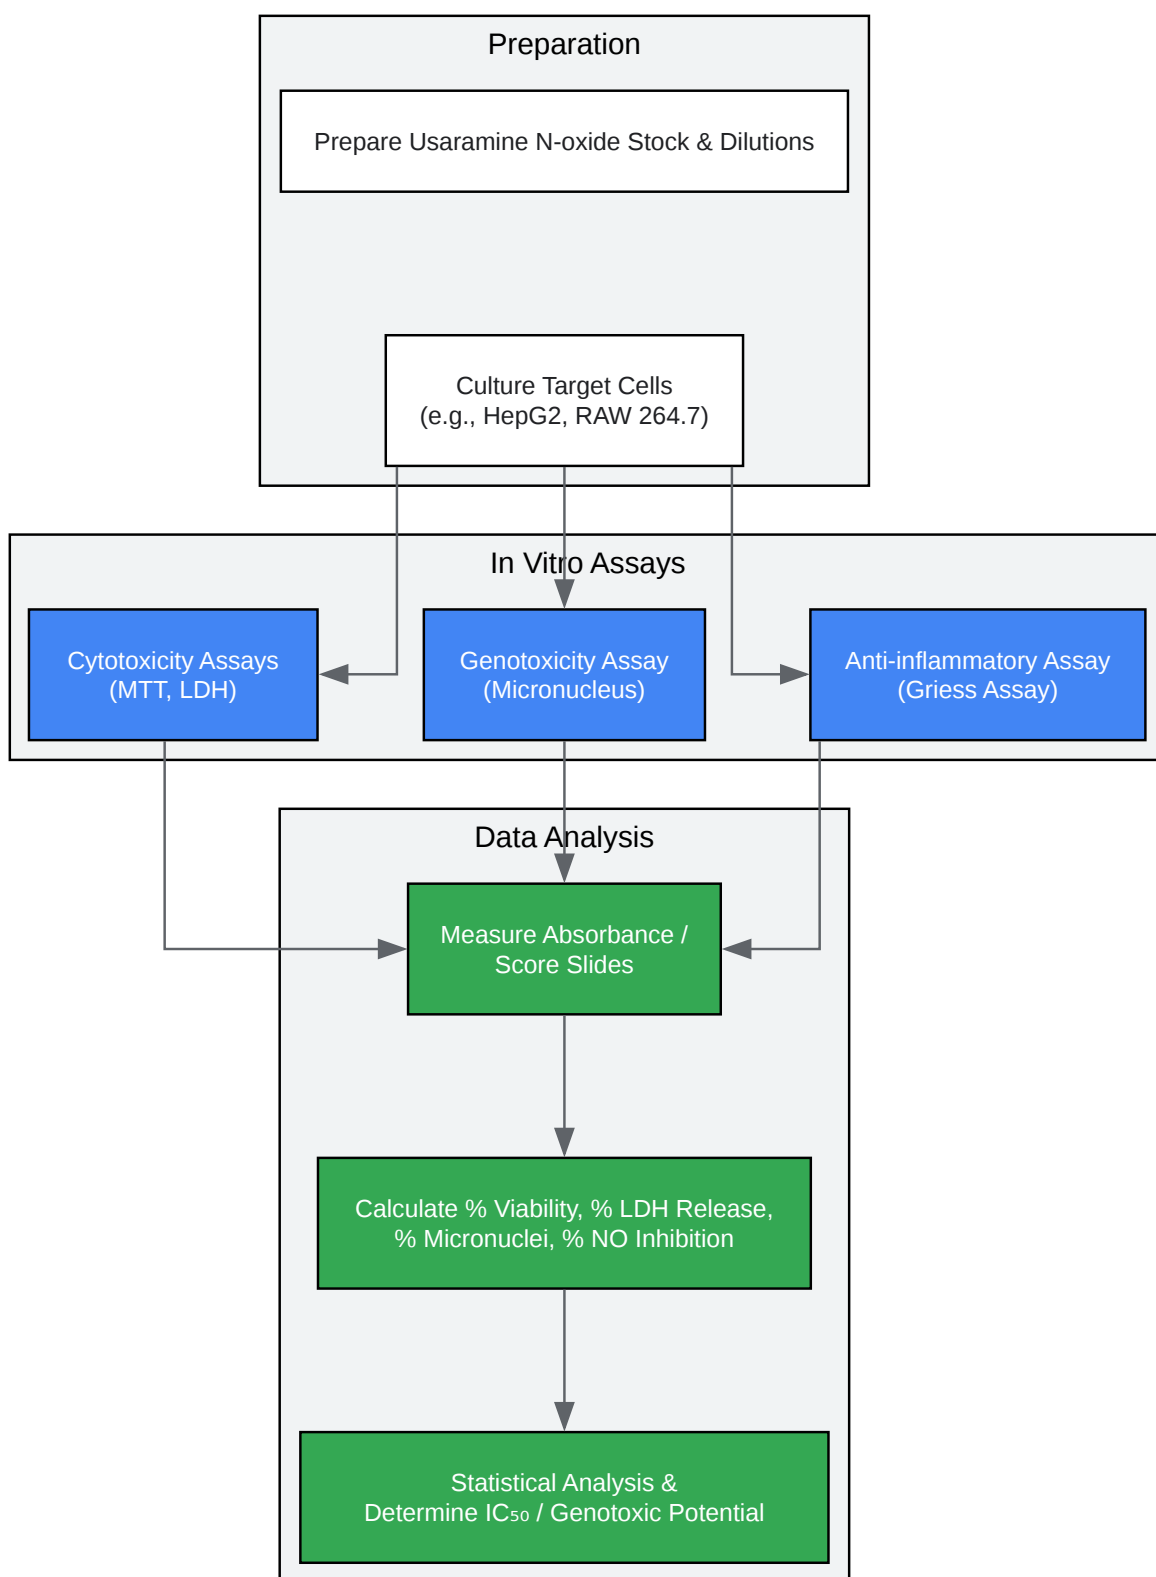 Preparation
Prepare Usaramine N-oxide Stock & Dilutions
Culture Target Cells
(e.g., HepG2, RAW 264.7)
In Vitro Assays
Cytotoxicity Assays
(MTT, LDH)
Genotoxicity Assay
(Micronucleus)
Anti-inflammatory Assay
(Griess Assay)
Data Analysis
Measure Absorbance /
Score Slides
Calculate % Viability, % LDH Release,
% Micronuclei, % NO Inhibition
Statistical Analysis &
Determine IC₅₀ / Genotoxic Potential